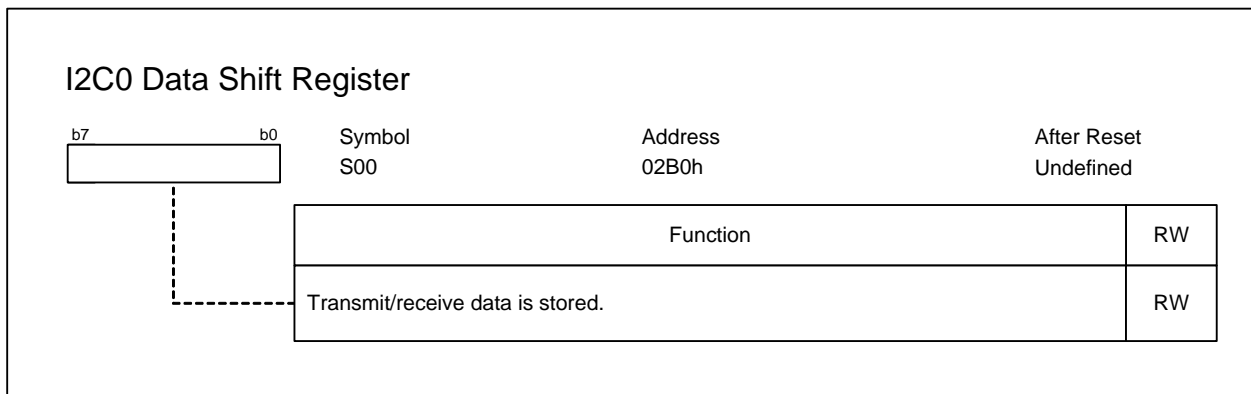 I2C0 Data Shift Register
b7 b0 Symbol Address After Reset
S00 02B0h Undefined
Function RW
Transmit/receive data is stored. RW